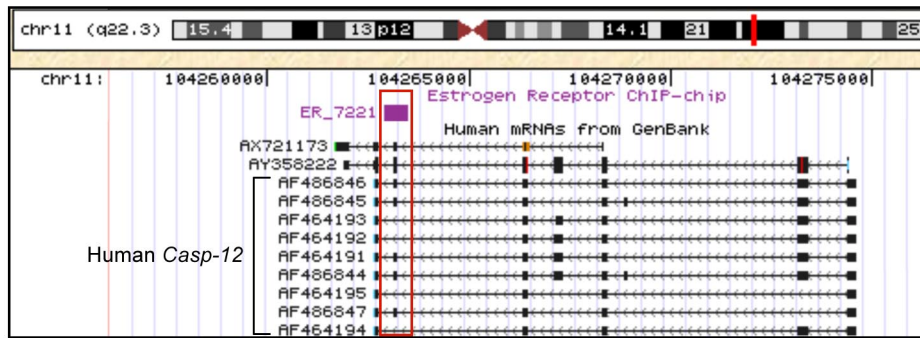 chr11 (q22.3) 15.4 13 p12 14.1 21 25
chr11: 104260000 104265000 104270000 104275000
Estrogen Receptor ChIP-chip
ER_7221
Human mRNAs from GenBank
AX721173
AY358222
AF486846
AF486845
AF464193
AF464192
Human Casp-12
AF464191
AF486844
AF464195
AF486847
AF464194